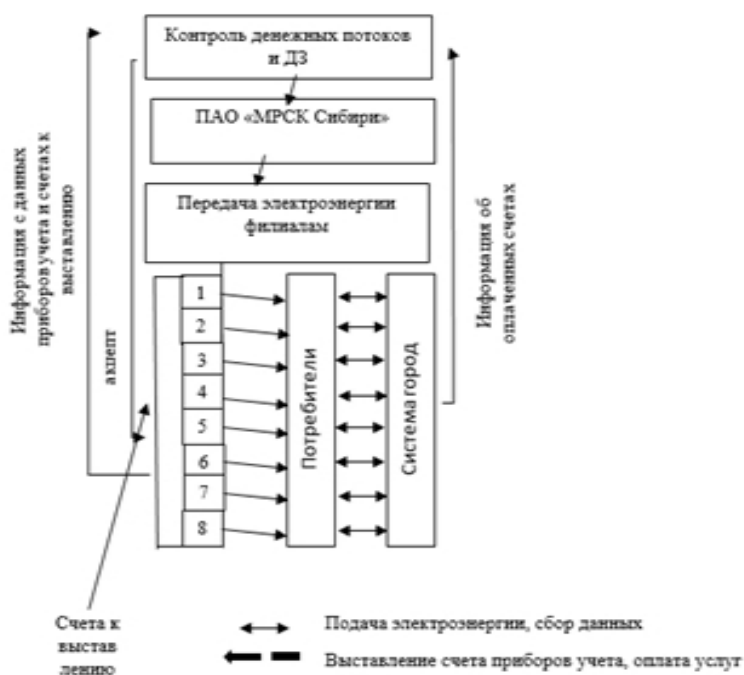 Контроль денежных потоков
и ДЗ
ПАО «МРСК Сибири»
Передача электроэнергии
филиалам
Информация с данных
приборов учета и счетах к
выставлению
акцепт
1
2
3
4
5
6
7
8
Потребители
Система город
Информация об
оплаченных счетах
Счета к
выстав
лению
Подача электроэнергии, сбор данных
Выставление счета приборов учета, оплата услуг